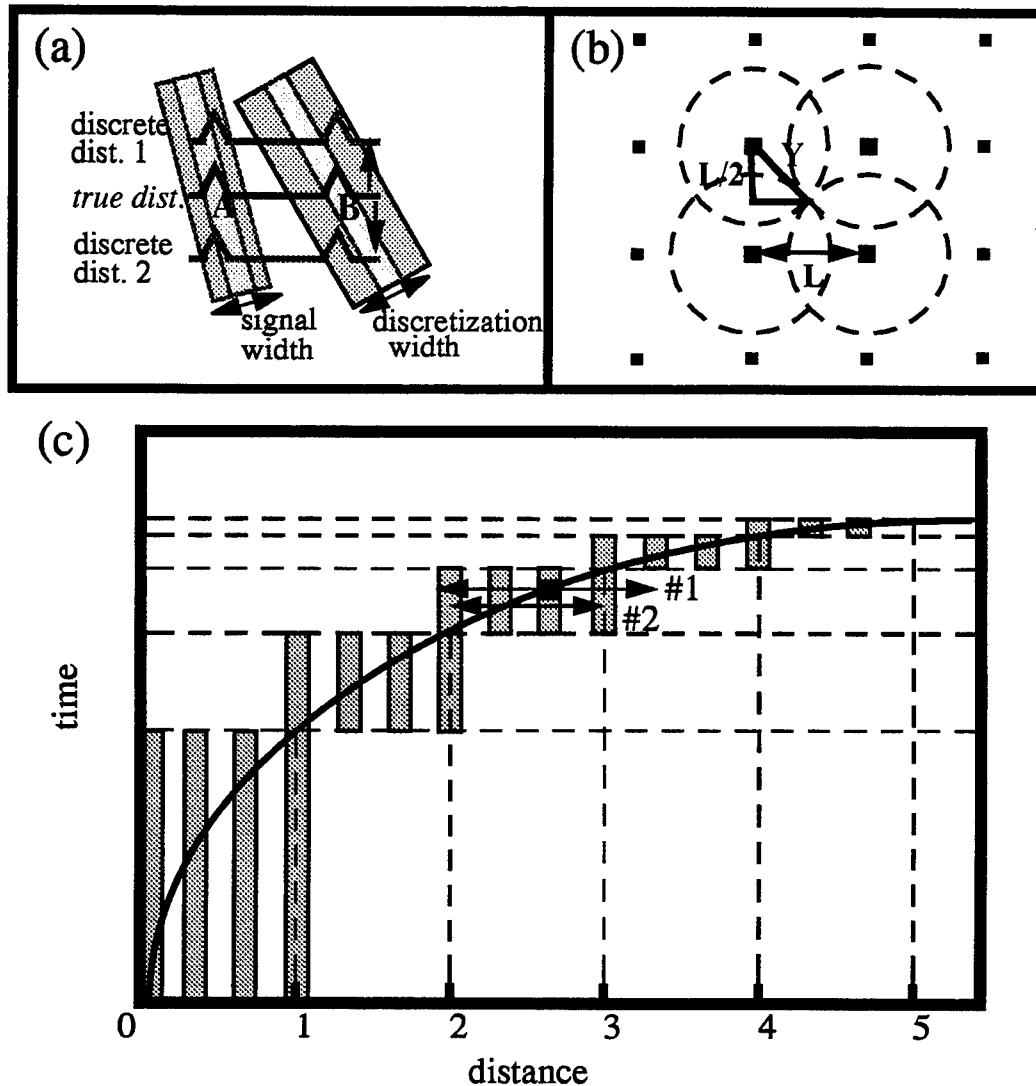 (a)
discrete
dist. 1
true dist.
discrete
dist. 2
A
B
signal
width
discretization
width
(b)
L/2
Y
L
(c)
#1
#2
time
0 1 2 3 4 5
distance